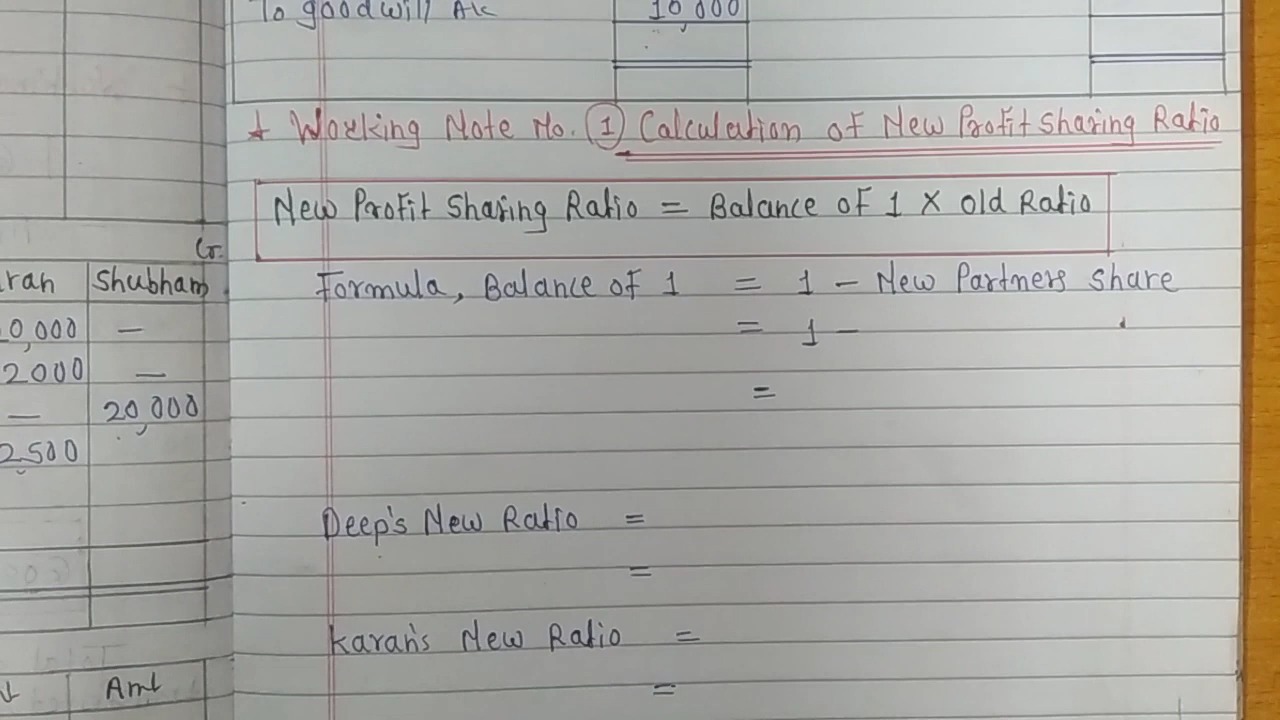 To goodwill A/c 10,000
★ Working Note No. ① Calculation of New Profit Sharing Ratio
New Profit Sharing Ratio = Balance of 1 × old Ratio
Cr.
Shubham
Formula, Balance of 1 = 1 - New Partners share
0,000 —
= 1 -
2000 —
=
— 20,000
2,500
Deep's New Ratio =
=
Karan's New Ratio =
=
Amt